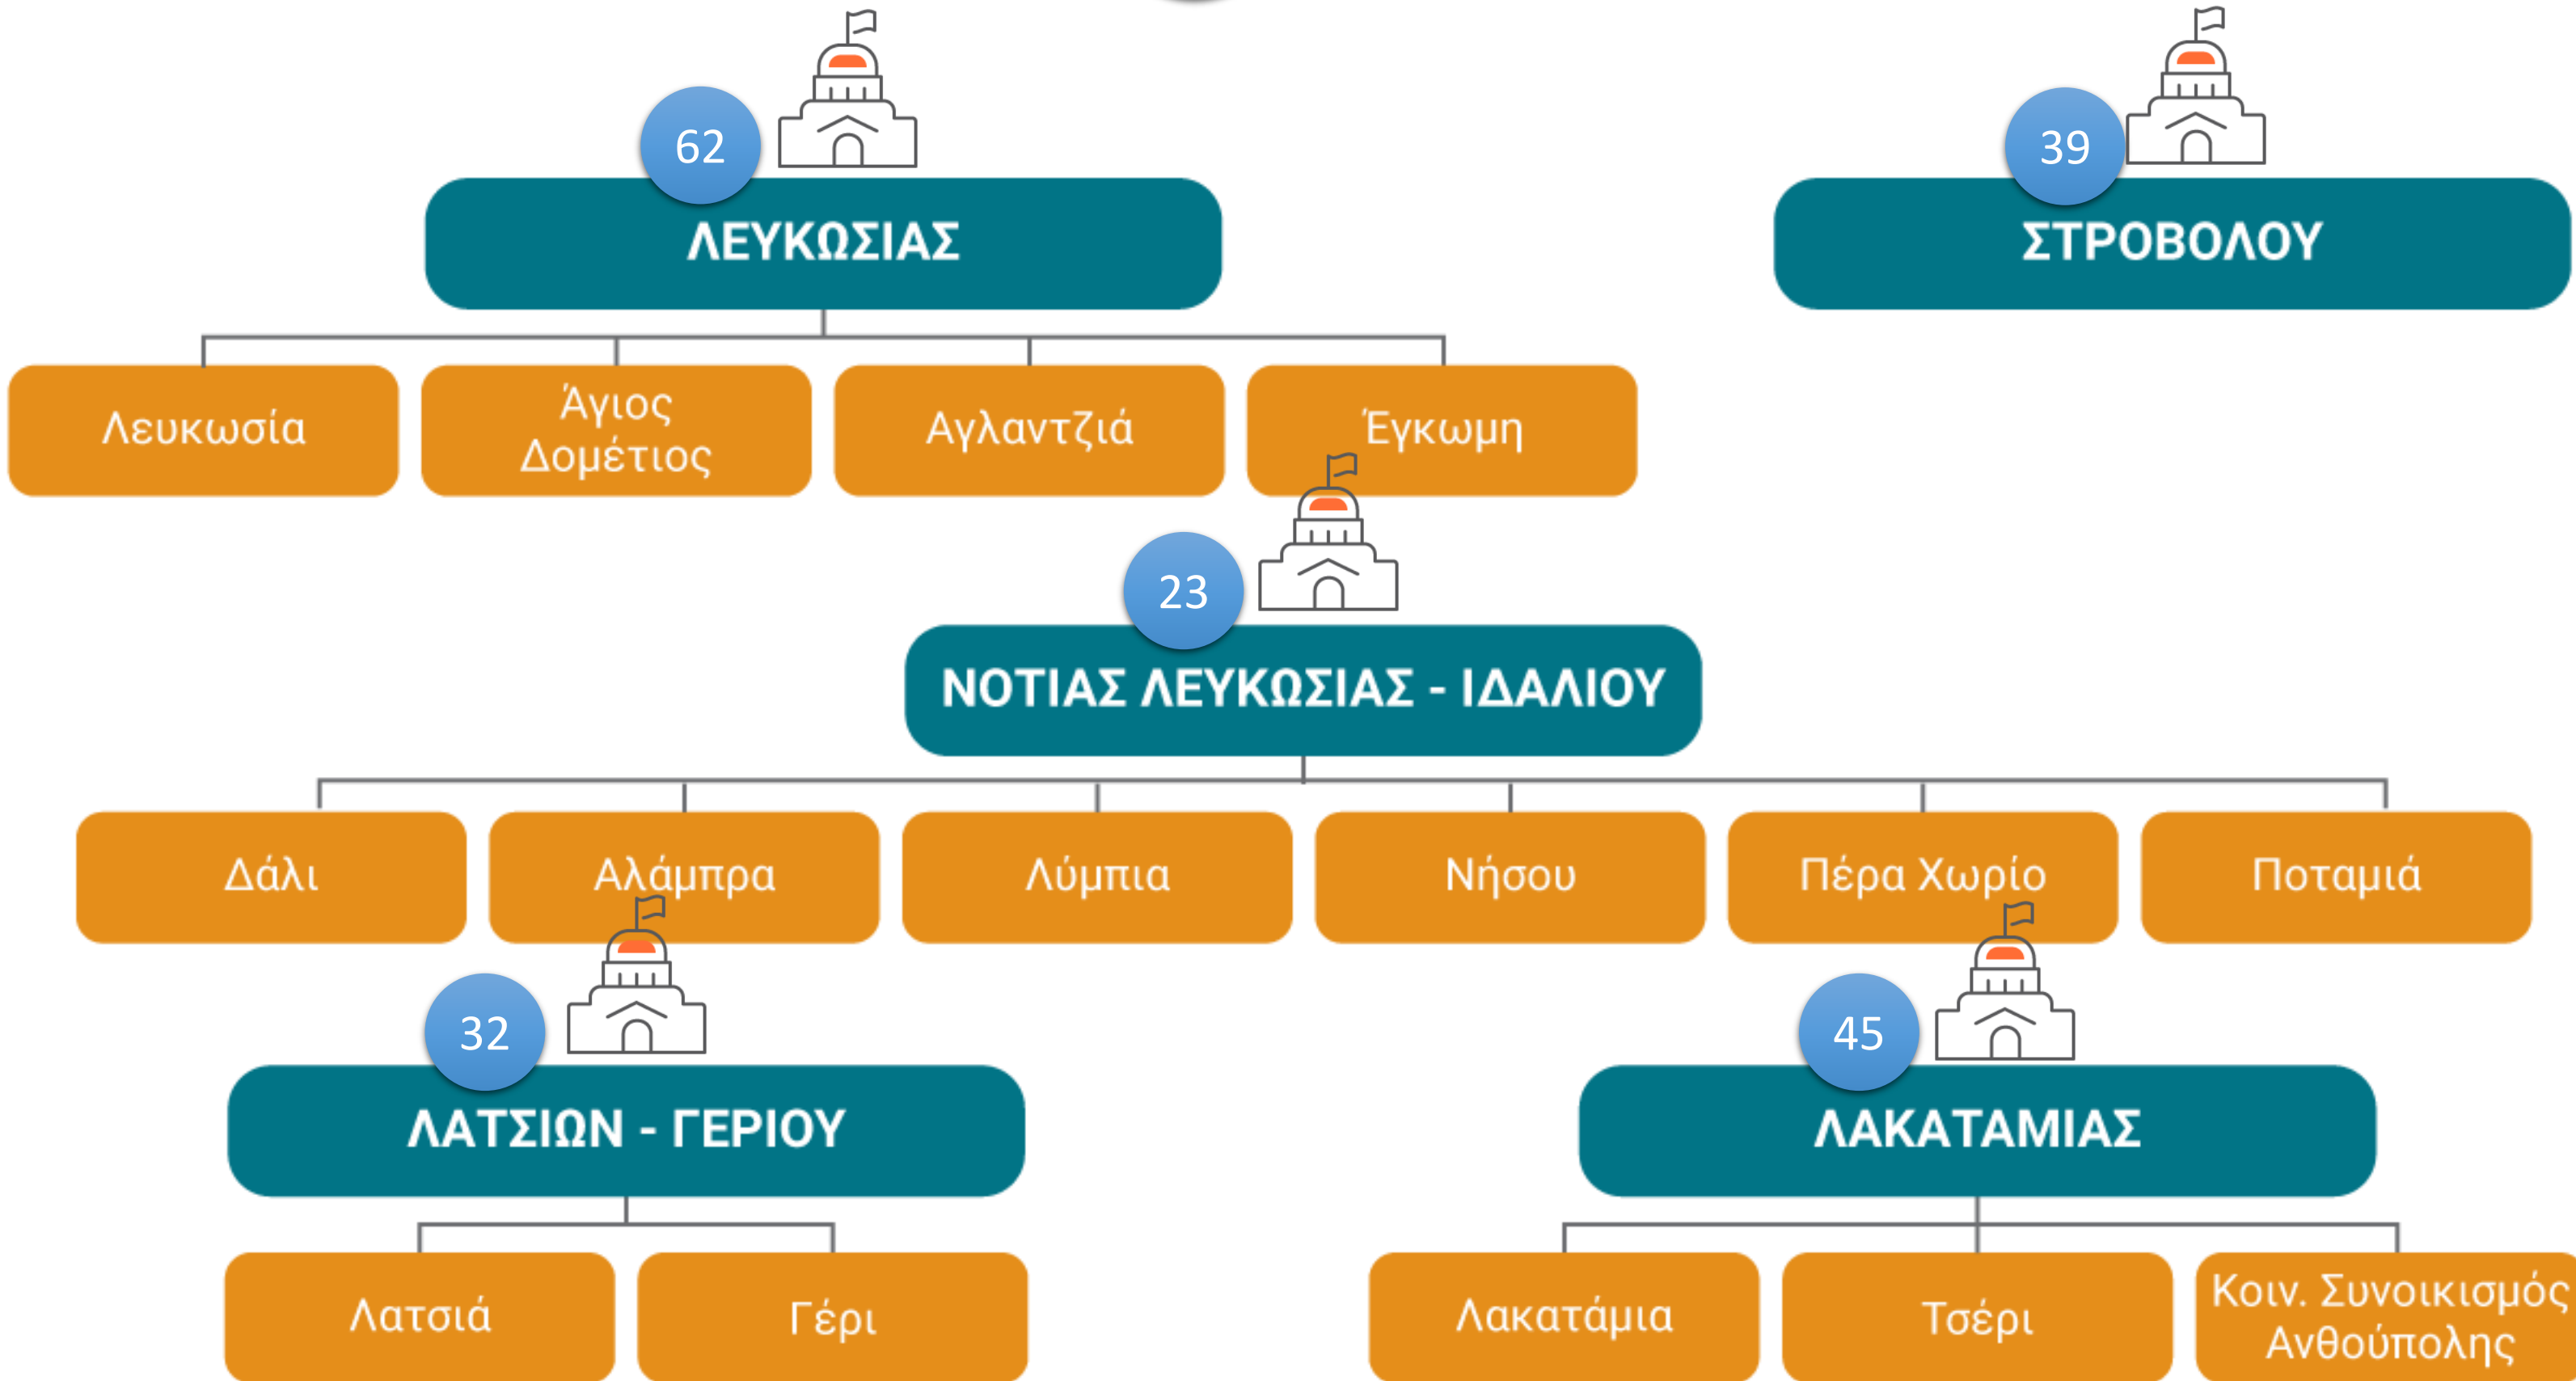 62
ΛΕΥΚΩΣΙΑΣ
39
ΣΤΡΟΒΟΛΟΥ
Λευκωσία
Άγιος
Δομέτιος
Αγλαντζιά
Έγκωμη
23
ΝΟΤΙΑΣ ΛΕΥΚΩΣΙΑΣ - ΙΔΑΛΙΟΥ
Δάλι
Αλάμπρα
Λύμπια
Νήσου
Πέρα Χωρίο
Ποταμιά
32
ΛΑΤΣΙΩΝ - ΓΕΡΙΟΥ
45
ΛΑΚΑΤΑΜΙΑΣ
Λατσιά
Γέρι
Λακατάμια
Τσέρι
Κοιν. Συνοικισμός
Ανθούπολης